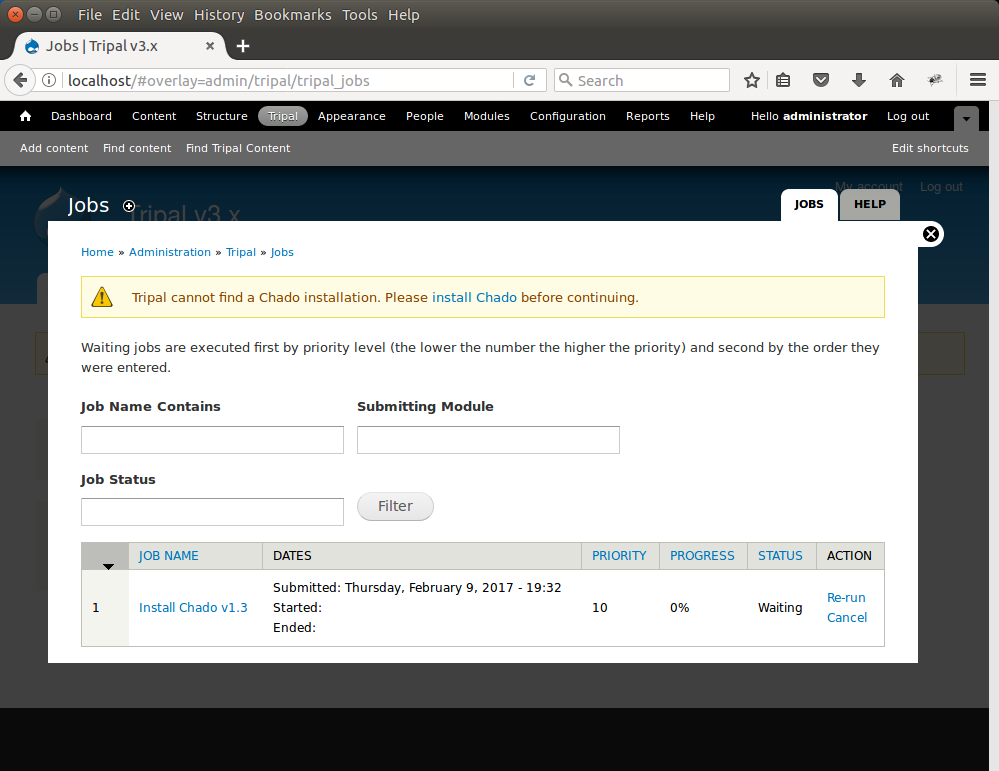 File Edit View History Bookmarks Tools Help
Jobs | Tripal v3.x
localhost/#overlay=admin/tripal/tripal_jobs
Search
Dashboard Content Structure Tripal Appearance People Modules Configuration Reports Help Hello administrator Log out
Add content Find content Find Tripal Content Edit shortcuts
My account Log out
Jobs
Tripal v3.x
JOBS HELP
Home » Administration » Tripal » Jobs
Tripal cannot find a Chado installation. Please install Chado before continuing.
Waiting jobs are executed first by priority level (the lower the number the higher the priority) and second by the order they
were entered.
Job Name Contains Submitting Module
Job Status
Filter
JOB NAME DATES PRIORITY PROGRESS STATUS ACTION
1 Install Chado v1.3 Submitted: Thursday, February 9, 2017 - 19:32 10 0% Waiting Re-run
Started:
Ended:
Cancel